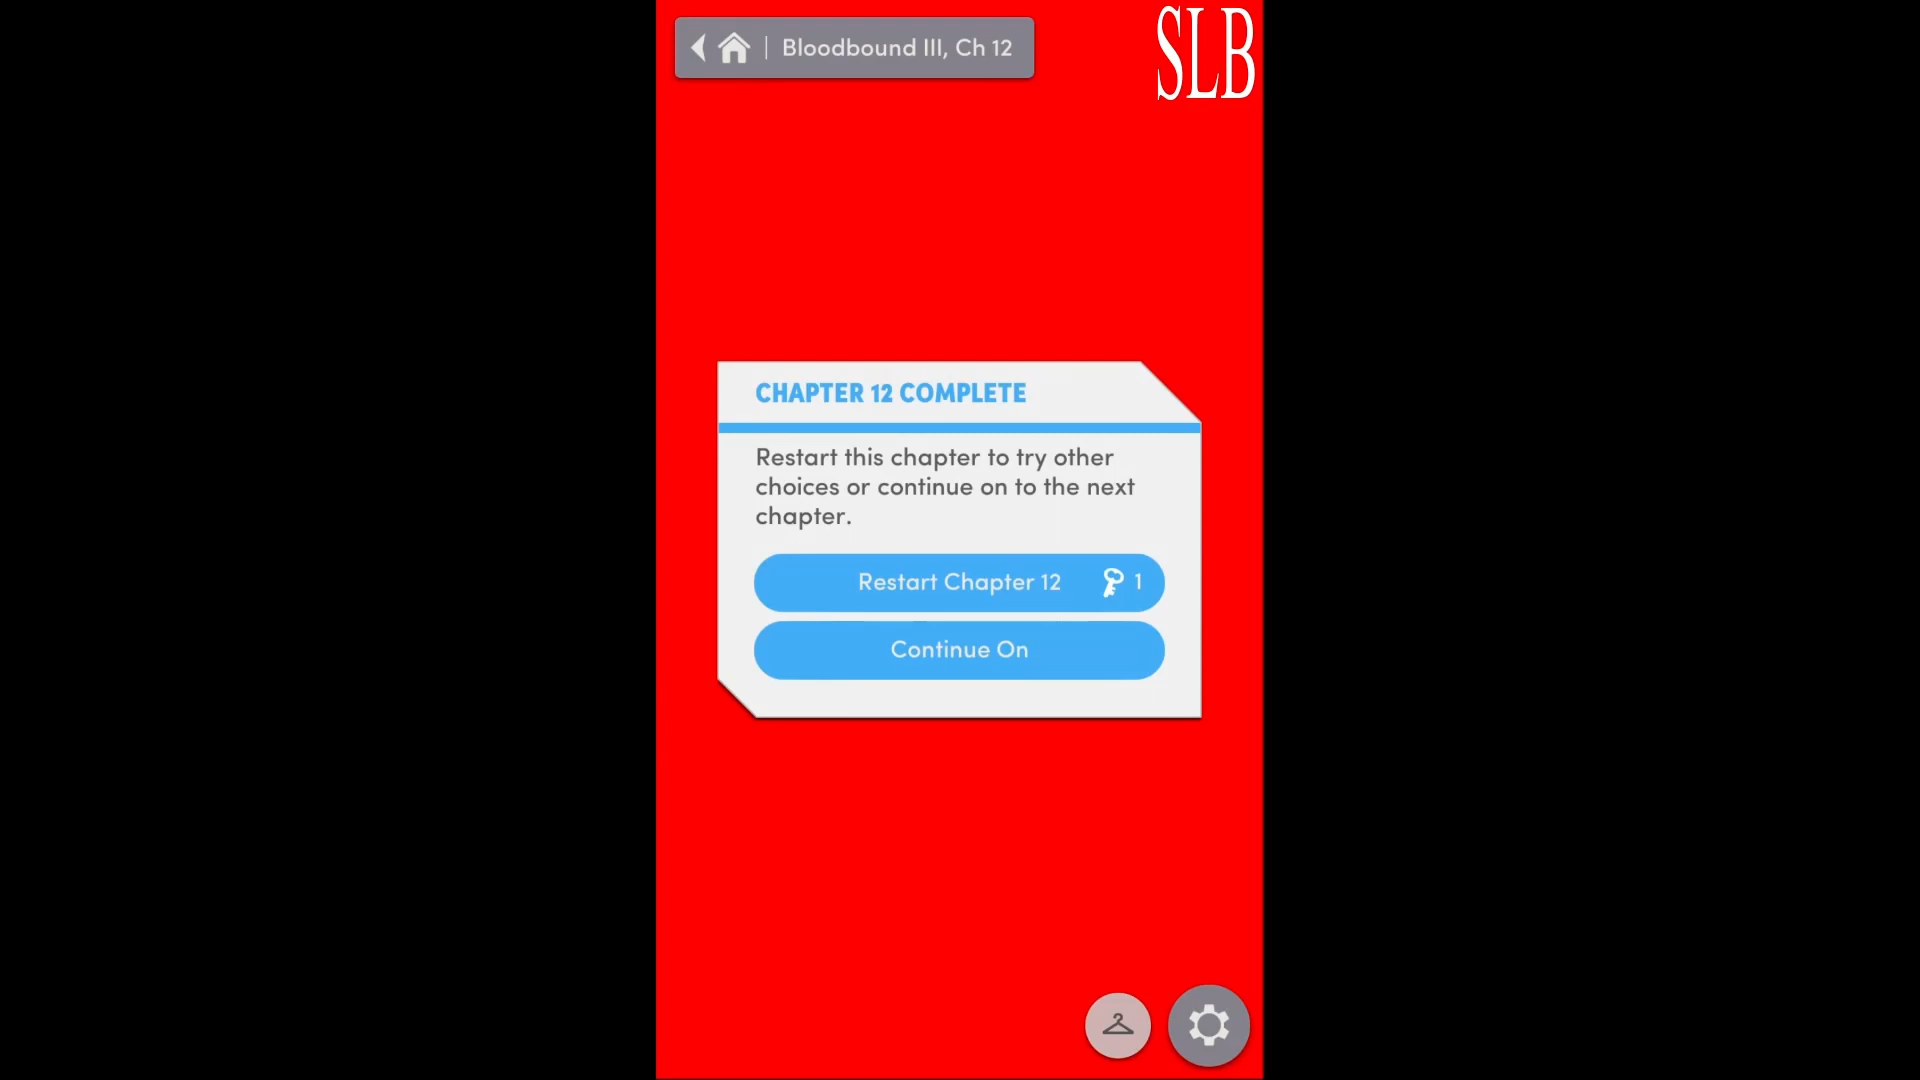 Bloodbound III, Ch 12
SLB
CHAPTER 12 COMPLETE
Restart this chapter to try other
choices or continue on to the next
chapter.
Restart Chapter 12 1
Continue On